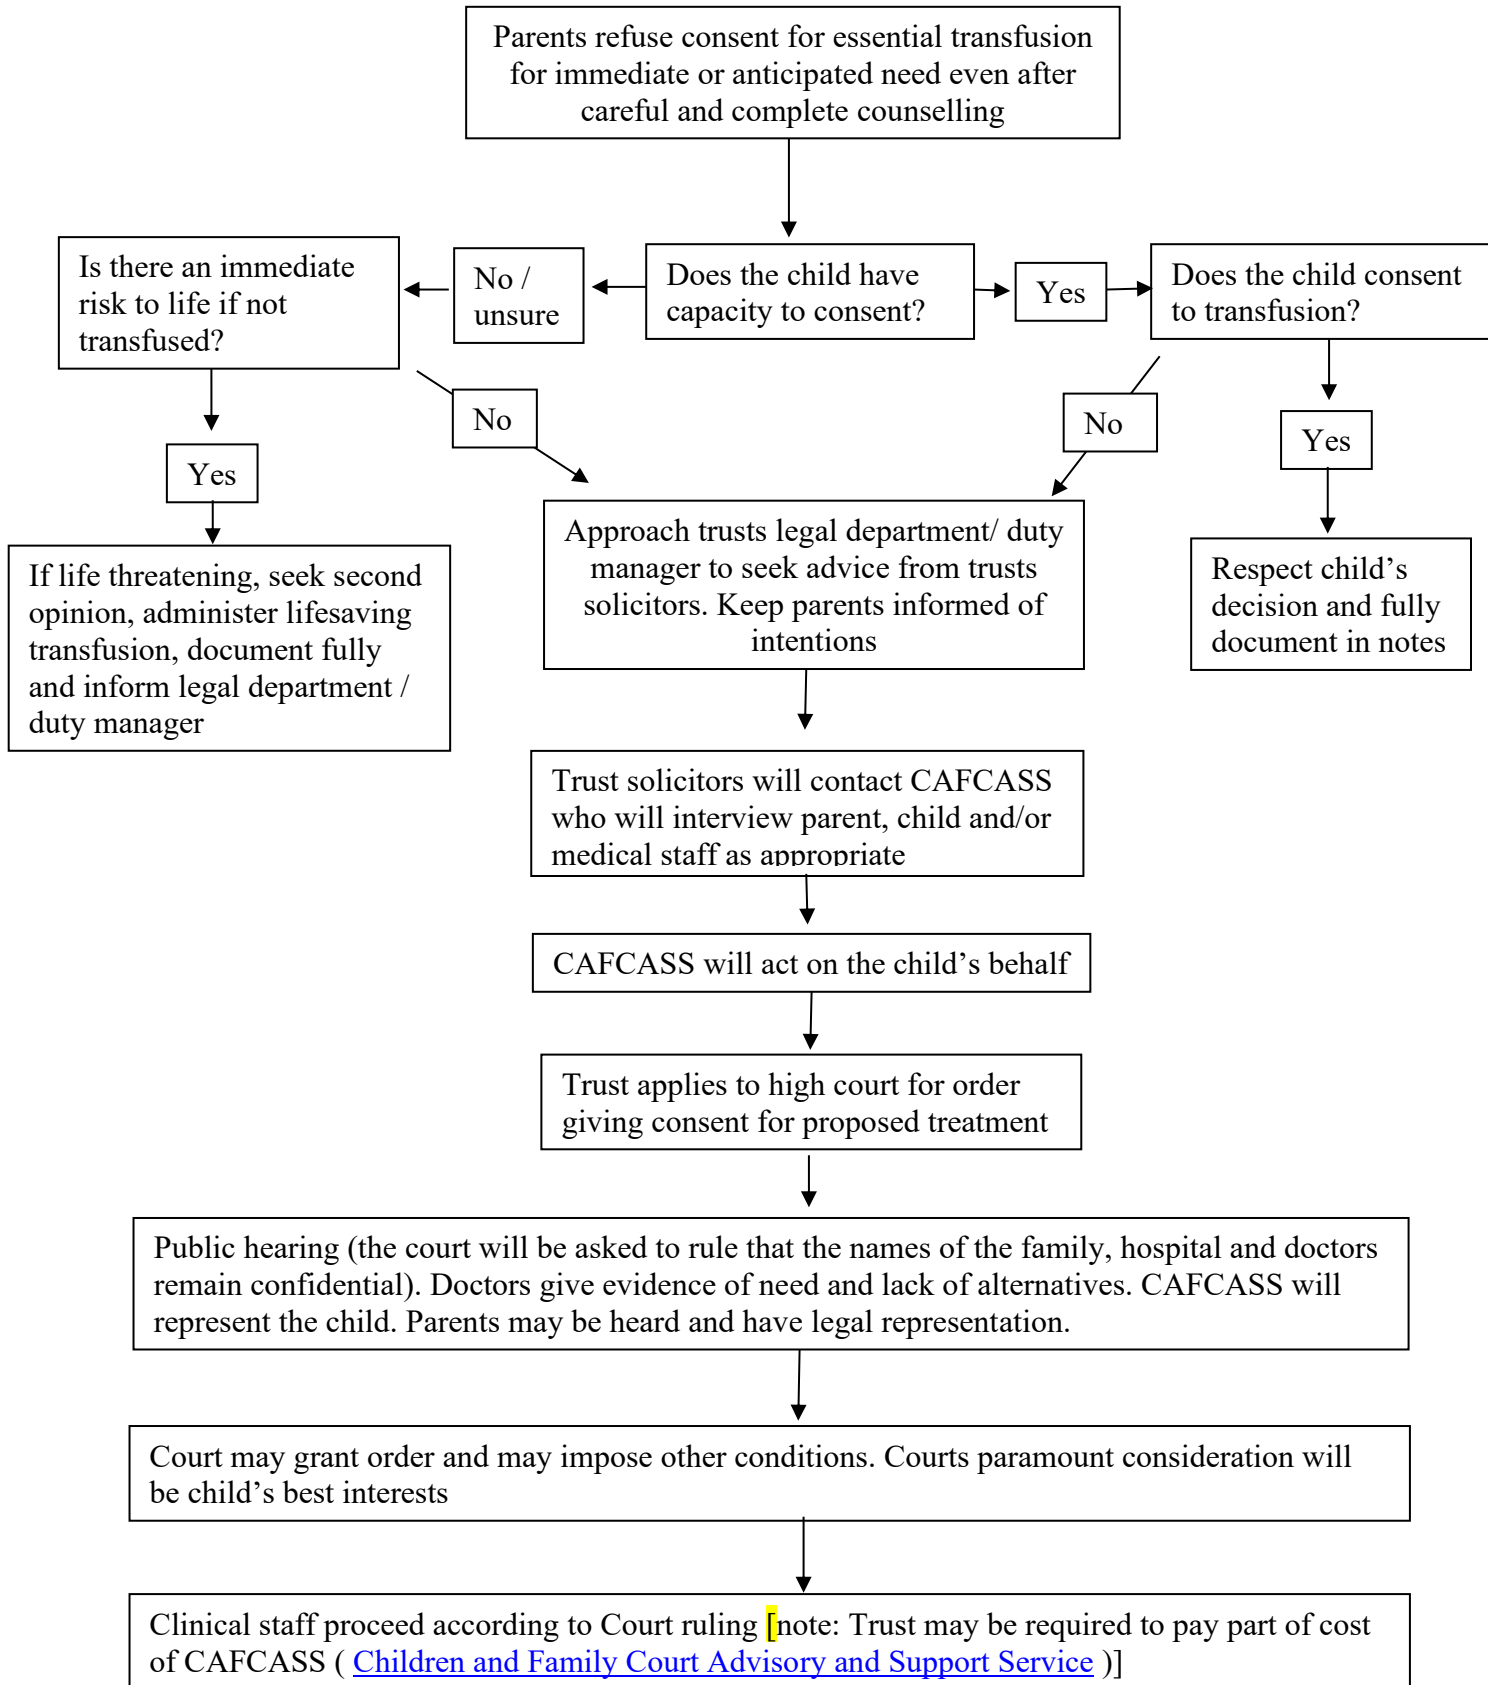 Parents refuse consent for essential transfusion
for immediate or anticipated need even after
careful and complete counselling
Is there an immediate
risk to life if not
transfused?
No /
unsure
Does the child have
capacity to consent?
Yes
Does the child consent
to transfusion?
No
No
Yes
Yes
Approach trusts legal department/ duty
manager to seek advice from trusts
solicitors. Keep parents informed of
intentions
If life threatening, seek second
opinion, administer lifesaving
transfusion, document fully
and inform legal department /
duty manager
Respect child’s
decision and fully
document in notes
Trust solicitors will contact CAFCASS
who will interview parent, child and/or
medical staff as appropriate
CAFCASS will act on the child’s behalf
Trust applies to high court for order
giving consent for proposed treatment
Public hearing (the court will be asked to rule that the names of the family, hospital and doctors
remain confidential). Doctors give evidence of need and lack of alternatives. CAFCASS will
represent the child. Parents may be heard and have legal representation.
Court may grant order and may impose other conditions. Courts paramount consideration will
be child’s best interests
Clinical staff proceed according to Court ruling [note: Trust may be required to pay part of cost
of CAFCASS ( Children and Family Court Advisory and Support Service )]